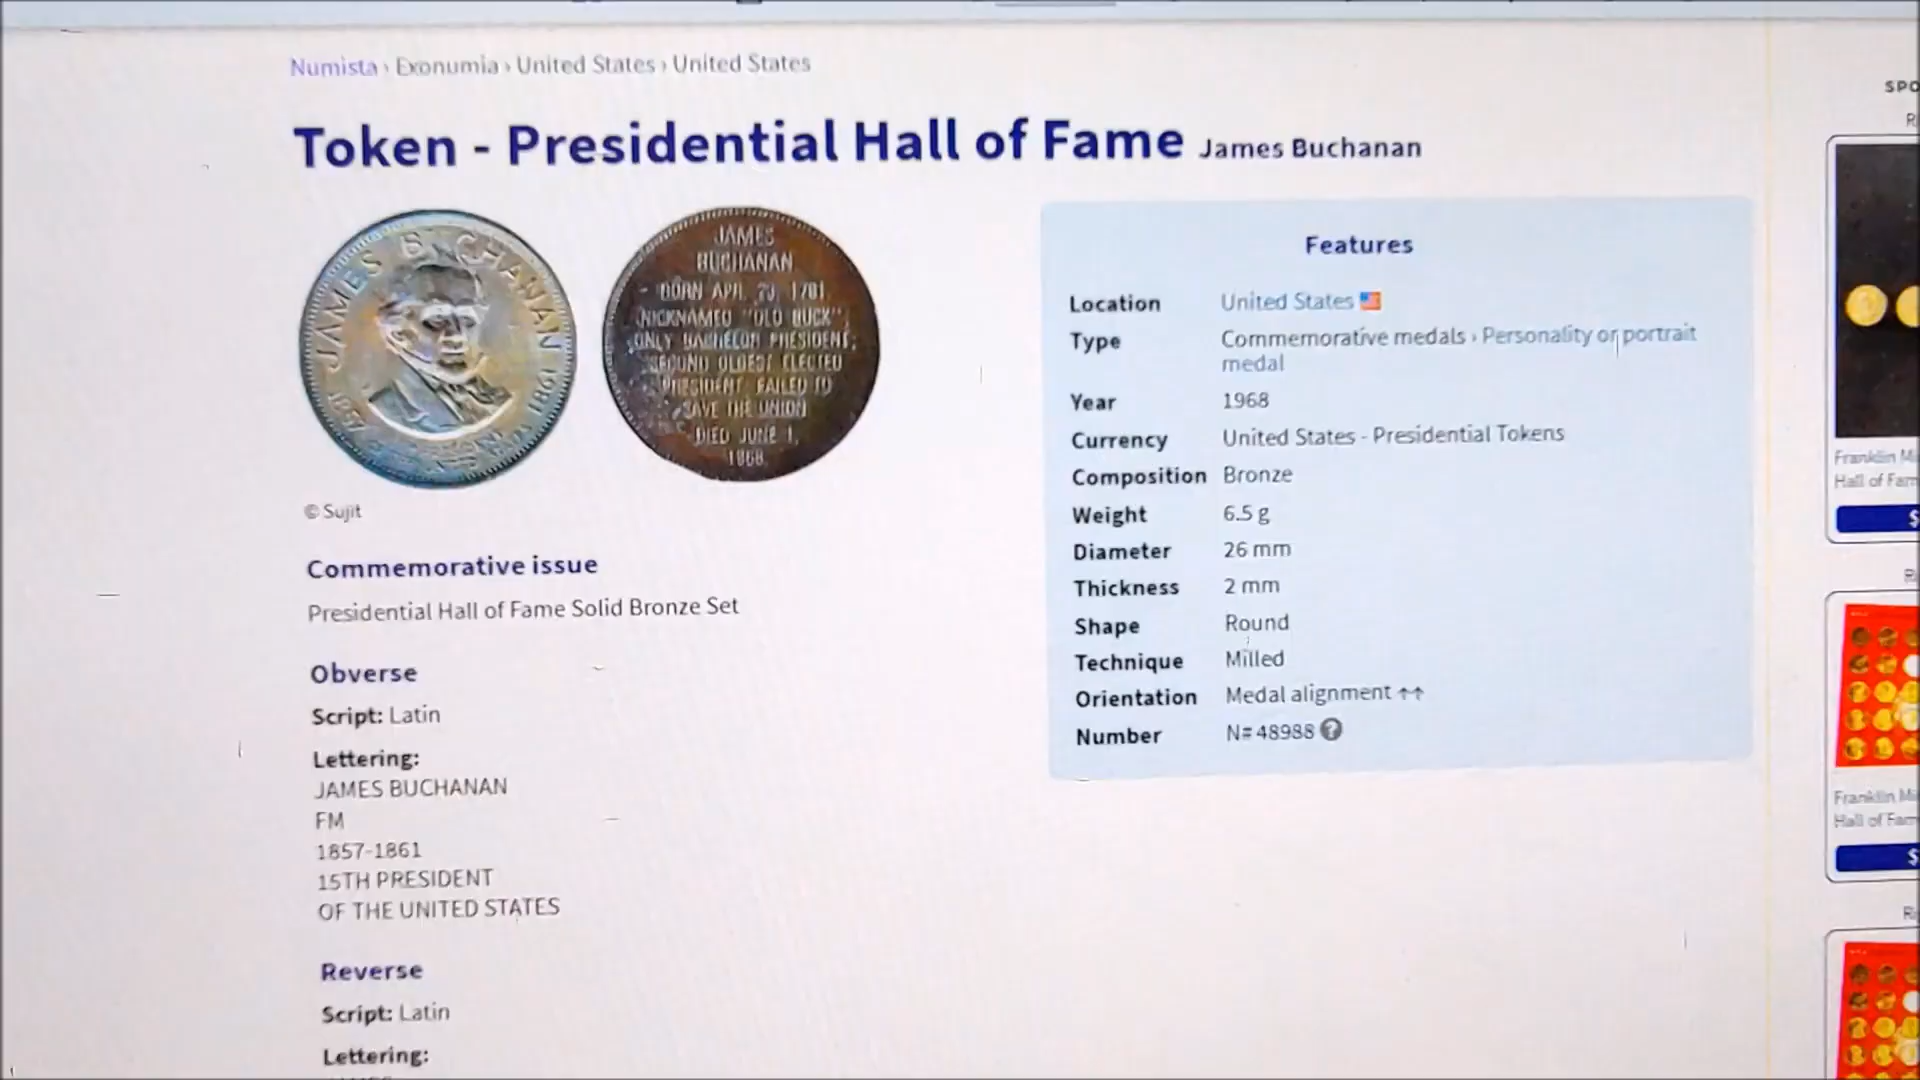 Numista › Exonumia › United States › United States
Token - Presidential Hall of Fame James Buchanan
JAMES BUCHANAN
1857
1861
JAMES
BUCHANAN
BORN APR. 23, 1791
NICKNAMED "OLD BUCK",
ONLY BACHELOR PRESIDENT,
SECOND OLDEST ELECTED
PRESIDENT. FAILED TO
SAVE THE UNION
DIED JUNE 1,
1868
© Sujit
Commemorative issue
Presidential Hall of Fame Solid Bronze Set
Obverse
Script: Latin
Lettering:
JAMES BUCHANAN
FM
1857-1861
15TH PRESIDENT
OF THE UNITED STATES
Reverse
Script: Latin
Lettering:
Features
Location United States
Type Commemorative medals › Personality or portrait
medal
Year 1968
Currency United States - Presidential Tokens
Composition Bronze
Weight 6.5 g
Diameter 26 mm
Thickness 2 mm
Shape Round
Technique Milled
Orientation Medal alignment ↑↑
Number N# 48988 ?
SPO
Franklin Mi
Hall of Fam
$
Franklin Mi
Hall of Fam
$